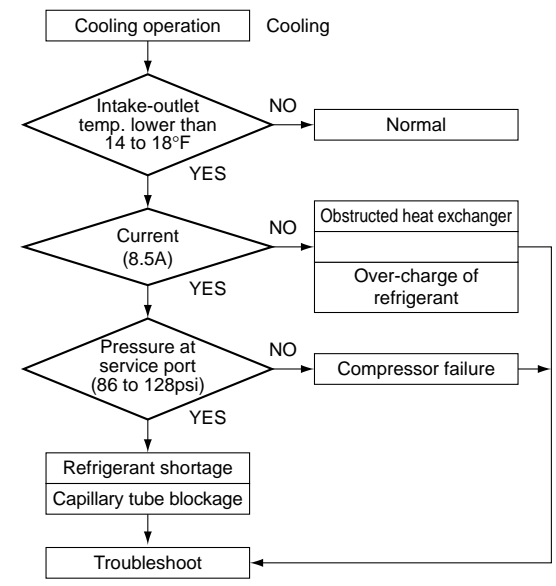 Cooling operation
Cooling
Intake-outlet
temp. lower than
14 to 18°F
NO
Normal
YES
Current
(8.5A)
NO
Obstructed heat exchanger
Over-charge of
refrigerant
YES
Pressure at
service port
(86 to 128psi)
NO
Compressor failure
YES
Refrigerant shortage
Capillary tube blockage
Troubleshoot